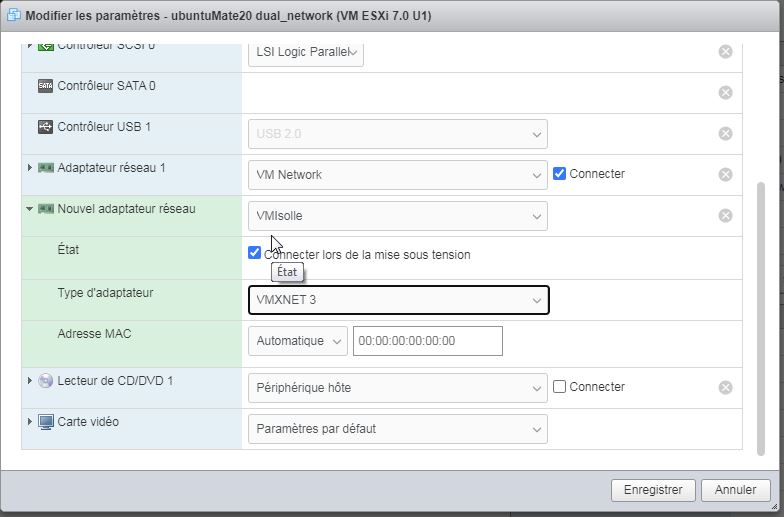 Modifier les paramètres - ubuntuMate20 dual_network (VM ESXi 7.0 U1)
Contrôleur SCSI 0 LSI Logic Parallel
SATA Contrôleur SATA 0
Contrôleur USB 1 USB 2.0
Adaptateur réseau 1 VM Network Connecter
Nouvel adaptateur réseau VMIsolle
État Connecter lors de la mise sous tension
État
Type d'adaptateur VMXNET 3
Adresse MAC Automatique 00:00:00:00:00:00
Lecteur de CD/DVD 1 Périphérique hôte Connecter
Carte vidéo Paramètres par défaut
Enregistrer Annuler